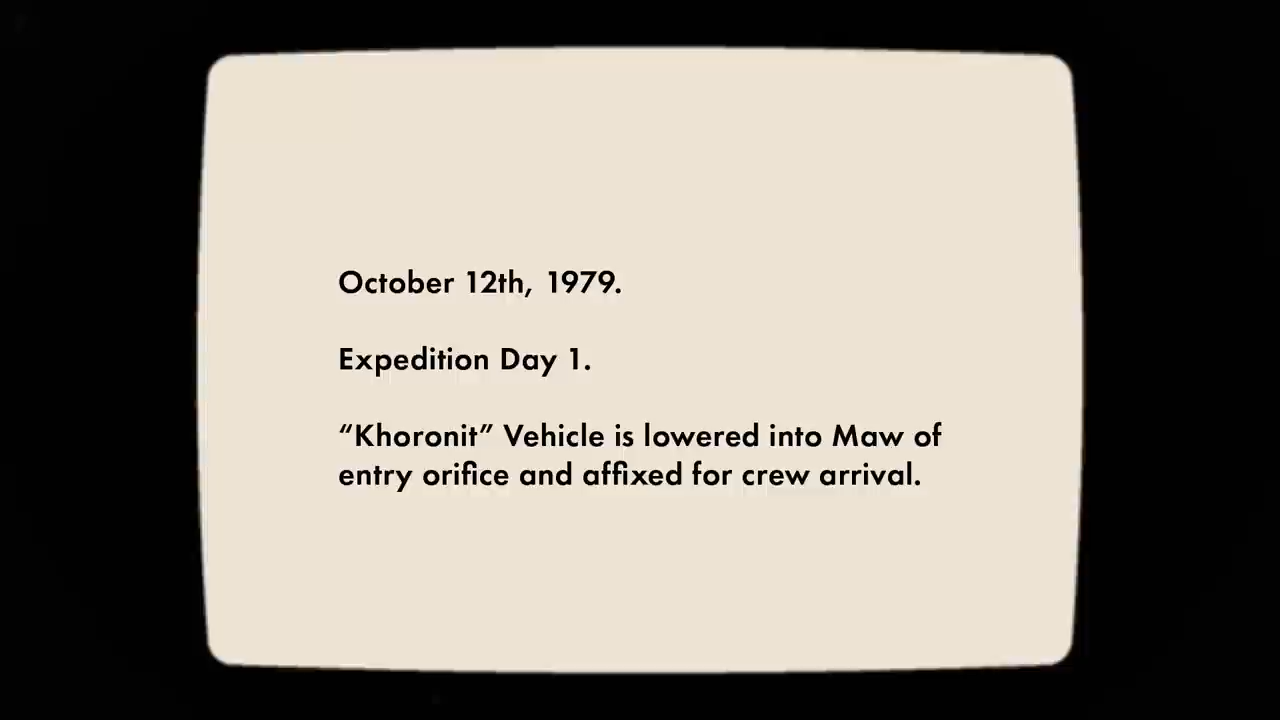 October 12th, 1979.
Expedition Day 1.
“Khoronit” Vehicle is lowered into Maw of
entry orifice and affixed for crew arrival.